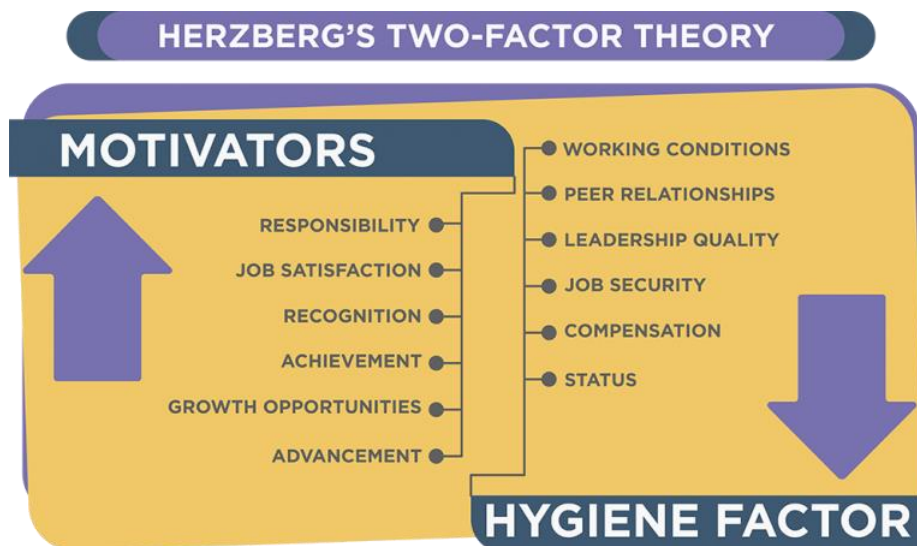 HERZBERG'S TWO-FACTOR THEORY
MOTIVATORS
RESPONSIBILITY
JOB SATISFACTION
RECOGNITION
ACHIEVEMENT
GROWTH OPPORTUNITIES
ADVANCEMENT
WORKING CONDITIONS
PEER RELATIONSHIPS
LEADERSHIP QUALITY
JOB SECURITY
COMPENSATION
STATUS
HYGIENE FACTOR